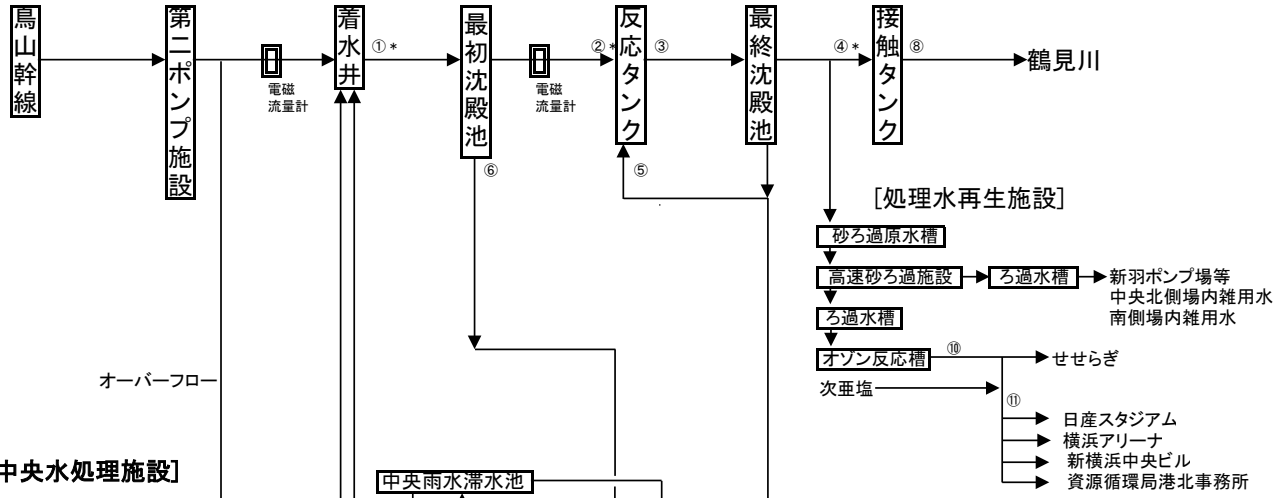 鳥山幹線
第二ポンプ施設
電磁
流量計
着水井
①*
最初沈殿池
電磁
流量計
②*
反応タンク
③
最終沈殿池
④*
接触タンク
⑧
鶴見川
⑥
⑤
[処理水再生施設]
砂ろ過原水槽
高速砂ろ過施設
ろ過水槽
新羽ポンプ場等
中央北側場内雑用水
南側場内雑用水
ろ過水槽
オゾン反応槽
⑩
せせらぎ
次亜塩
⑪
日産スタジアム
横浜アリーナ
新横浜中央ビル
資源循環局港北事務所
オーバーフロー
中央水処理施設]
中央雨水滞水池